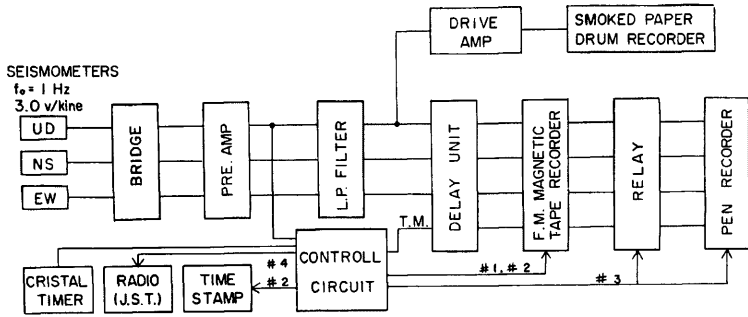 DRIVE
AMP
SMOKED PAPER
DRUM RECORDER
SEISMOMETERS
f₀ = 1 Hz
3.0 v/kine
UD
NS
EW
BRIDGE
PRE. AMP
L.P. FILTER
DELAY UNIT
F.M. MAGNETIC
TAPE RECORDER
RELAY
PEN RECORDER
T.M.
CRISTAL
TIMER
RADIO
(J.S.T.)
TIME
STAMP
#4
#2
CONTROLL
CIRCUIT
#1, #2
#3